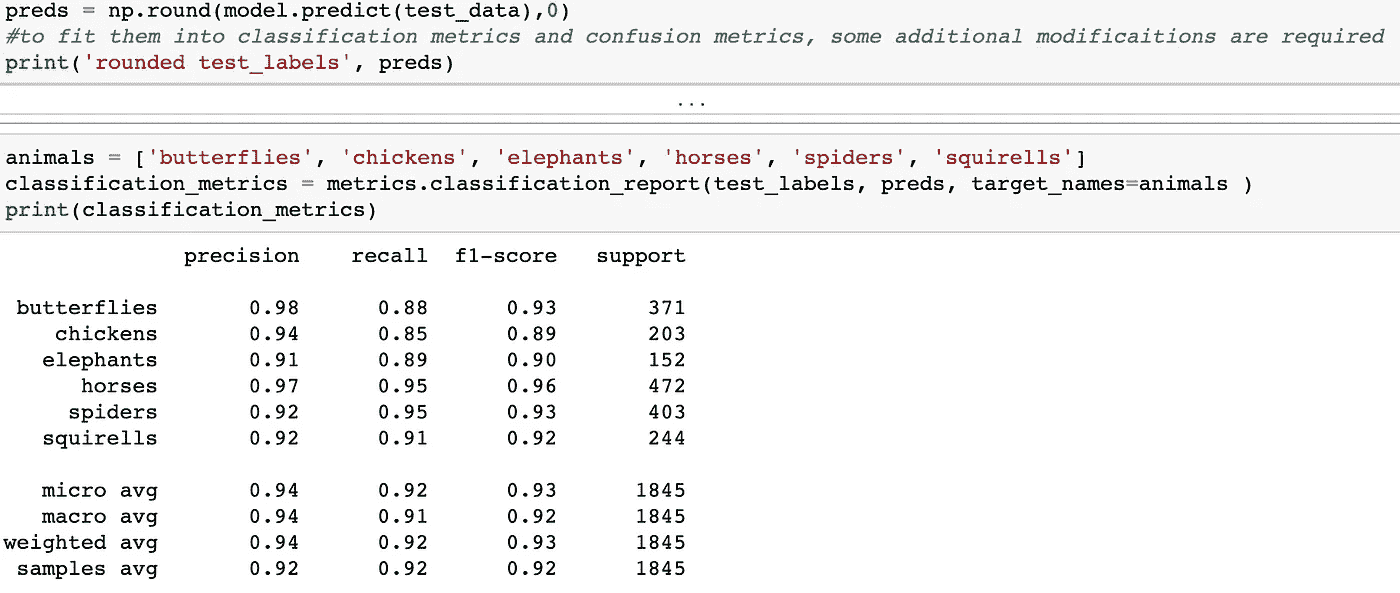 preds = np.round(model.predict(test_data),0)
#to fit them into classification metrics and confusion metrics, some additional modificaitions are required
print('rounded test_labels', preds)
...
animals = ['butterflies', 'chickens', 'elephants', 'horses', 'spiders', 'squirells']
classification_metrics = metrics.classification_report(test_labels, preds, target_names=animals )
print(classification_metrics)
precision recall f1-score support
butterflies 0.98 0.88 0.93 371
chickens 0.94 0.85 0.89 203
elephants 0.91 0.89 0.90 152
horses 0.97 0.95 0.96 472
spiders 0.92 0.95 0.93 403
squirells 0.92 0.91 0.92 244
micro avg 0.94 0.92 0.93 1845
macro avg 0.94 0.91 0.92 1845
weighted avg 0.94 0.92 0.93 1845
samples avg 0.92 0.92 0.92 1845